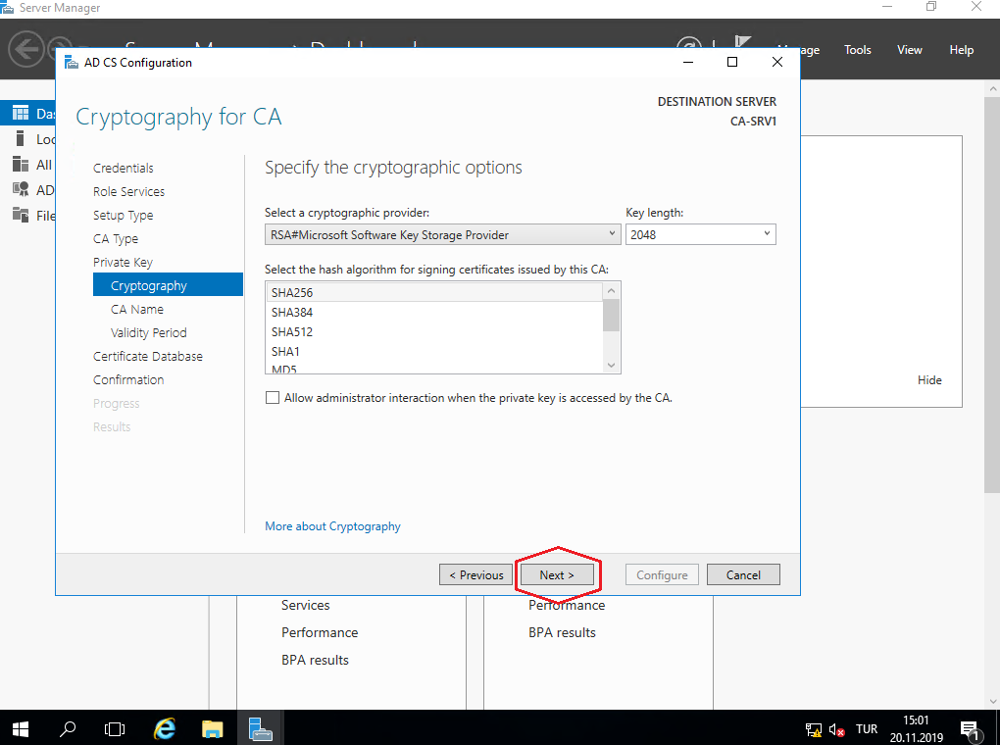 Server Manager
Manage
Tools
View
Help
AD CS Configuration
Cryptography for CA
DESTINATION SERVER
CA-SRV1
Credentials
Role Services
Setup Type
CA Type
Private Key
Cryptography
CA Name
Validity Period
Certificate Database
Confirmation
Progress
Results
Specify the cryptographic options
Select a cryptographic provider:
Key length:
RSA#Microsoft Software Key Storage Provider
2048
Select the hash algorithm for signing certificates issued by this CA:
SHA256
SHA384
SHA512
SHA1
MD5
Allow administrator interaction when the private key is accessed by the CA.
More about Cryptography
< Previous
Next >
Configure
Cancel
All
AD
File
Hide
Services
Performance
BPA results
Performance
BPA results
TUR
15:01
20.11.2019
1